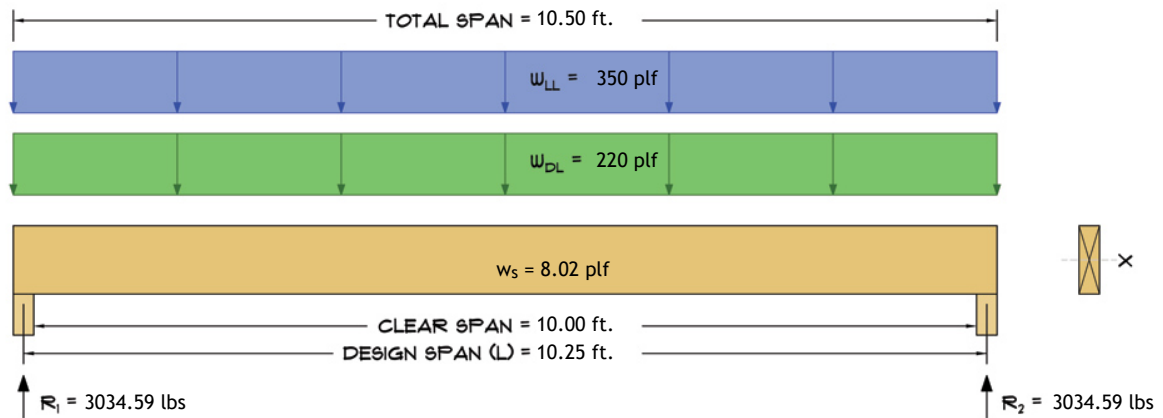 TOTAL SPAN = 10.50 ft.
WLL = 350 plf
WDL = 220 plf
ws = 8.02 plf
X
CLEAR SPAN = 10.00 ft.
DESIGN SPAN (L) = 10.25 ft.
R1 = 3034.59 lbs
R2 = 3034.59 lbs